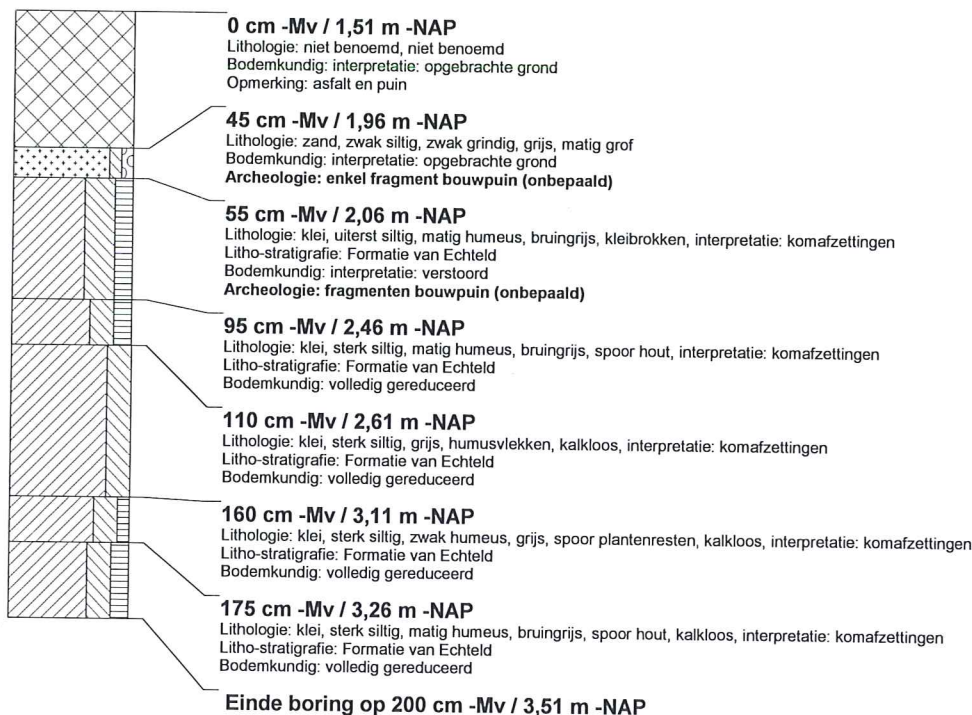 0 cm -Mv / 1,51 m -NAP
Lithologie: niet benoemd, niet benoemd
Bodemkundig: interpretatie: opgebrachte grond
Opmerking: asfalt en puin
45 cm -Mv / 1,96 m -NAP
Lithologie: zand, zwak siltig, zwak grindig, grijs, matig grof
Bodemkundig: interpretatie: opgebrachte grond
Archeologie: enkel fragment bouwpuin (onbepaald)
55 cm -Mv / 2,06 m -NAP
Lithologie: klei, uiterst siltig, matig humeus, bruingrijs, kleibrokken, interpretatie: komafzettingen
Litho-stratigrafie: Formatie van Echteld
Bodemkundig: interpretatie: verstoord
Archeologie: fragmenten bouwpuin (onbepaald)
95 cm -Mv / 2,46 m -NAP
Lithologie: klei, sterk siltig, matig humeus, bruingrijs, spoor hout, interpretatie: komafzettingen
Litho-stratigrafie: Formatie van Echteld
Bodemkundig: volledig gereduceerd
110 cm -Mv / 2,61 m -NAP
Lithologie: klei, sterk siltig, grijs, humusvlekken, kalkloos, interpretatie: komafzettingen
Litho-stratigrafie: Formatie van Echteld
Bodemkundig: volledig gereduceerd
160 cm -Mv / 3,11 m -NAP
Lithologie: klei, sterk siltig, zwak humeus, grijs, spoor plantenresten, kalkloos, interpretatie: komafzettingen
Litho-stratigrafie: Formatie van Echteld
Bodemkundig: volledig gereduceerd
175 cm -Mv / 3,26 m -NAP
Lithologie: klei, sterk siltig, matig humeus, bruingrijs, spoor hout, kalkloos, interpretatie: komafzettingen
Litho-stratigrafie: Formatie van Echteld
Bodemkundig: volledig gereduceerd
Einde boring op 200 cm -Mv / 3,51 m -NAP